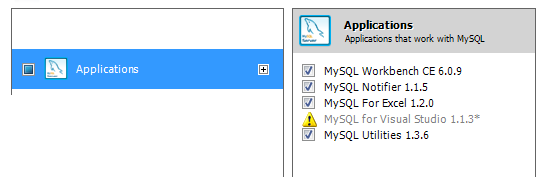 Applications
Applications
Applications that work with MySQL
MySQL Workbench CE 6.0.9
MySQL Notifier 1.1.5
MySQL For Excel 1.2.0
MySQL for Visual Studio 1.1.3*
MySQL Utilities 1.3.6